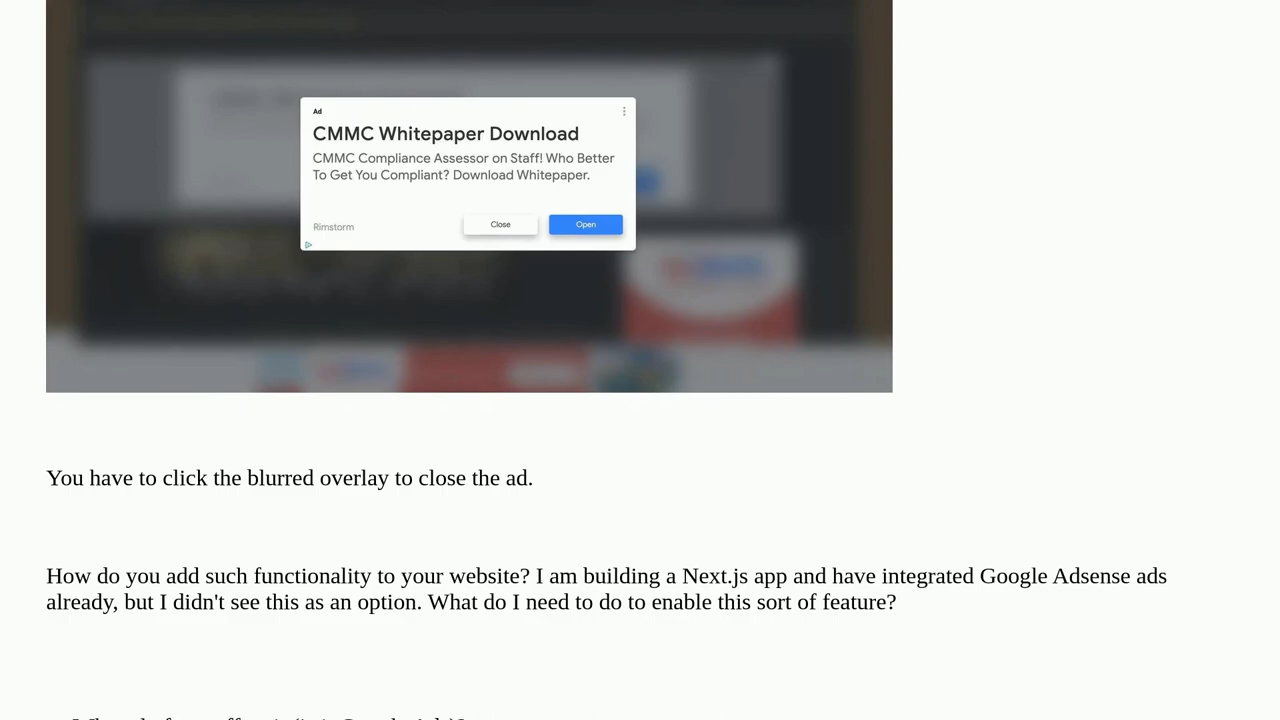 Ad
CMMC Whitepaper Download
CMMC Compliance Assessor on Staff! Who Better
To Get You Compliant? Download Whitepaper.
Rimstorm
Close
Open
You have to click the blurred overlay to close the ad.
How do you add such functionality to your website? I am building a Next.js app and have integrated Google Adsense ads
already, but I didn't see this as an option. What do I need to do to enable this sort of feature?